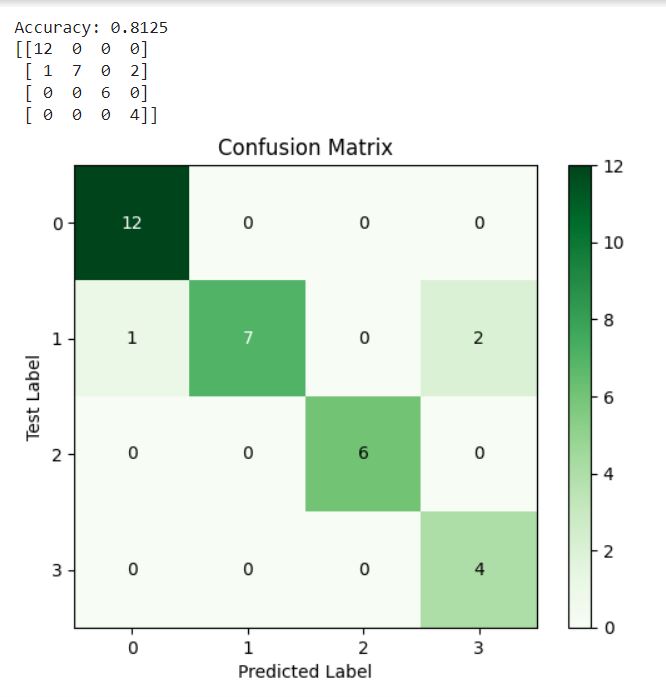 Accuracy: 0.8125
[[12 0 0 0]
[ 1 7 0 2]
[ 0 0 6 0]
[ 0 0 0 4]]
Confusion Matrix
12
0 12 0 0 0
10
1 1 7 0 2
8
6
2 0 0 6 0
4
3 0 0 0 4
2
0
0 1 2 3
Test Label
Predicted Label